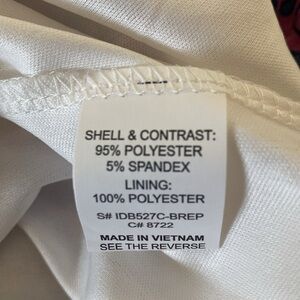 SHELL & CONTRAST:
95% POLYESTER
5% SPANDEX
LINING:
100% POLYESTER
S# IDB527C-BREP
C# 8722
MADE IN VIETNAM
SEE THE REVERSE